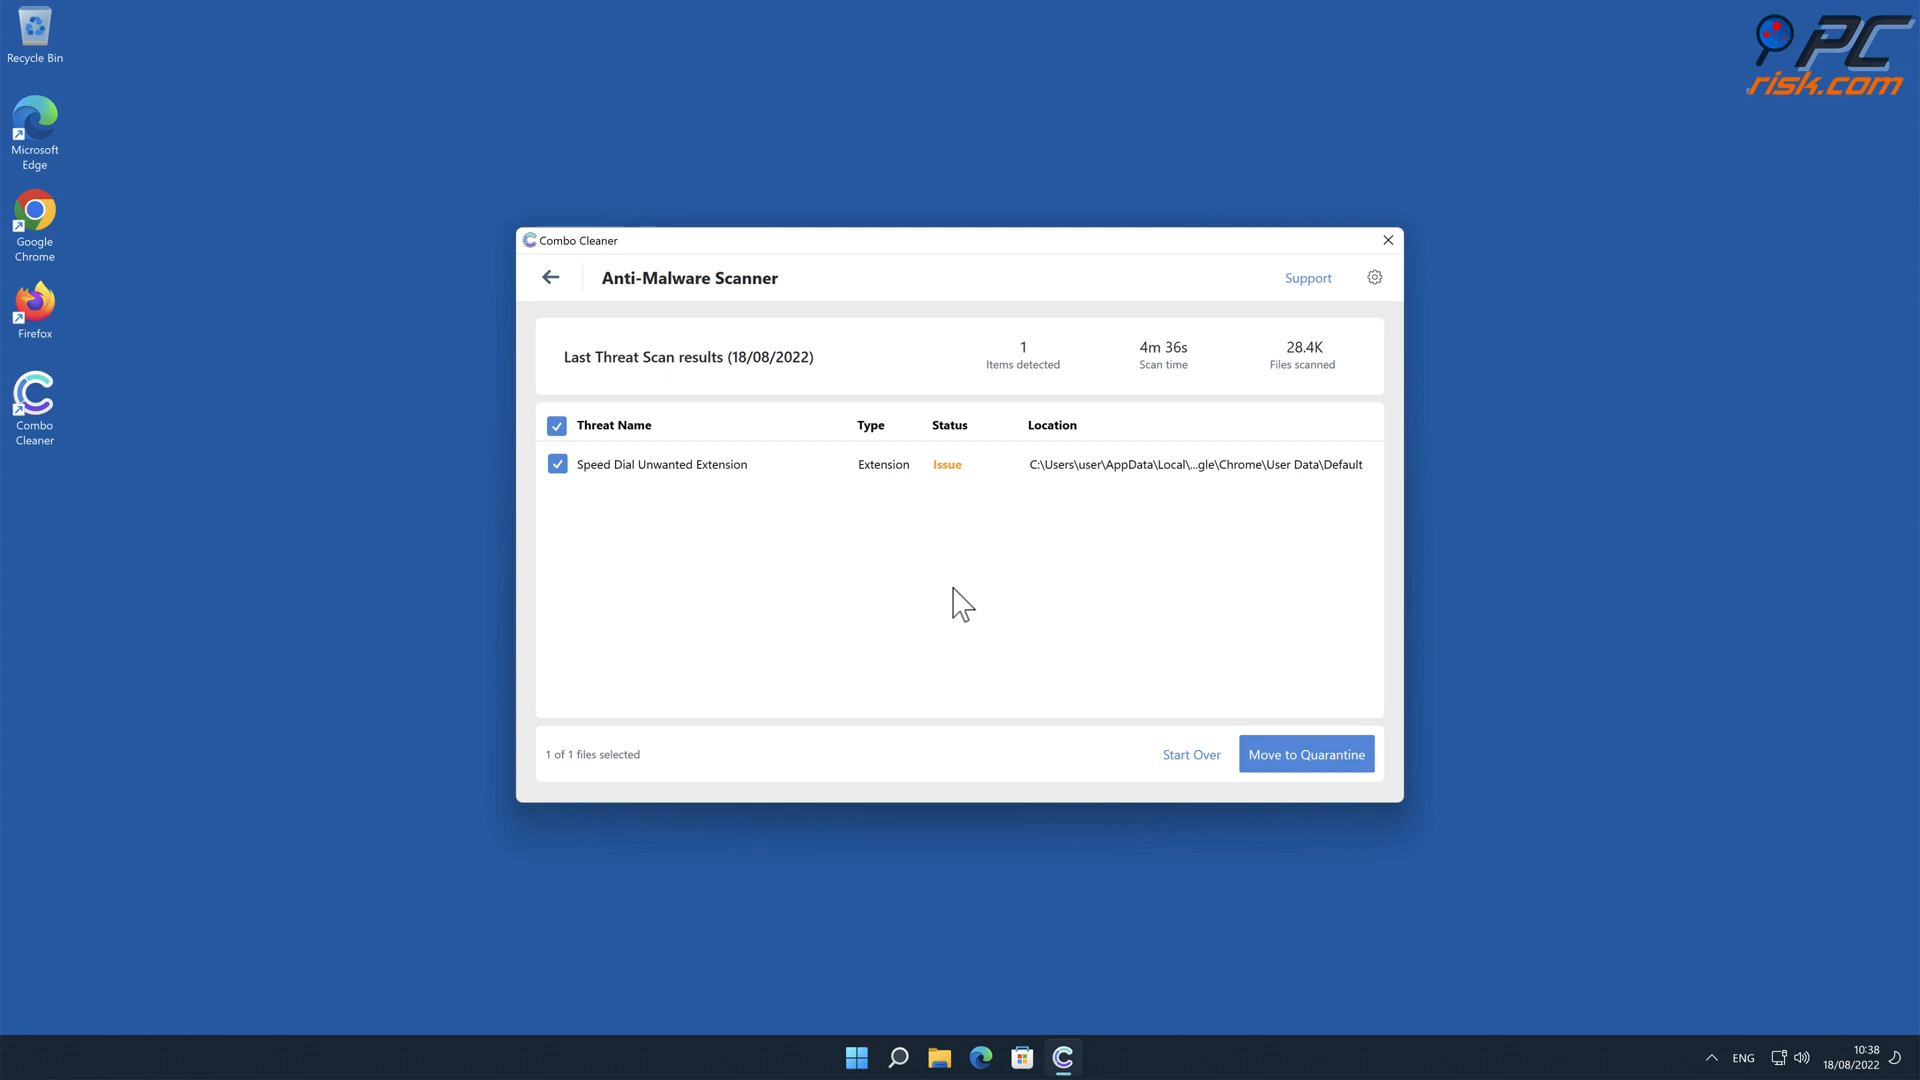 Recycle Bin
Microsoft
Edge
Google
Chrome
Firefox
Combo
Cleaner
PC
risk.com
Combo Cleaner
Anti-Malware Scanner
Support
Last Threat Scan results (18/08/2022)
1
Items detected
4m 36s
Scan time
28.4K
Files scanned
Threat Name Type Status Location
Speed Dial Unwanted Extension Extension Issue C:\Users\user\AppData\Local\...gle\Chrome\User Data\Default
1 of 1 files selected
Start Over
Move to Quarantine
ENG
10:38
18/08/2022